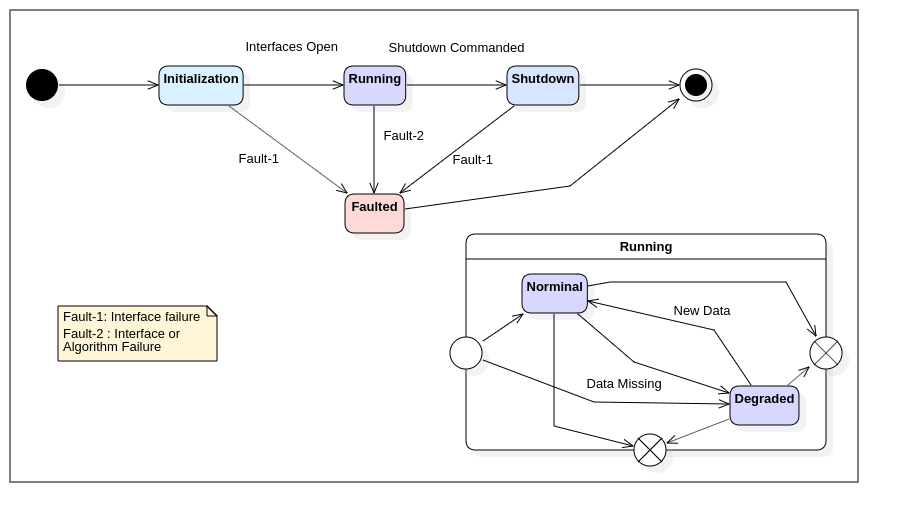 Interfaces Open
Shutdown Commanded
Initialization
Running
Shutdown
Fault-2
Fault-1
Fault-1
Faulted
Running
Norminal
New Data
Fault-1: Interface failure
Fault-2 : Interface or
Algorithm Failure
Data Missing
Degraded